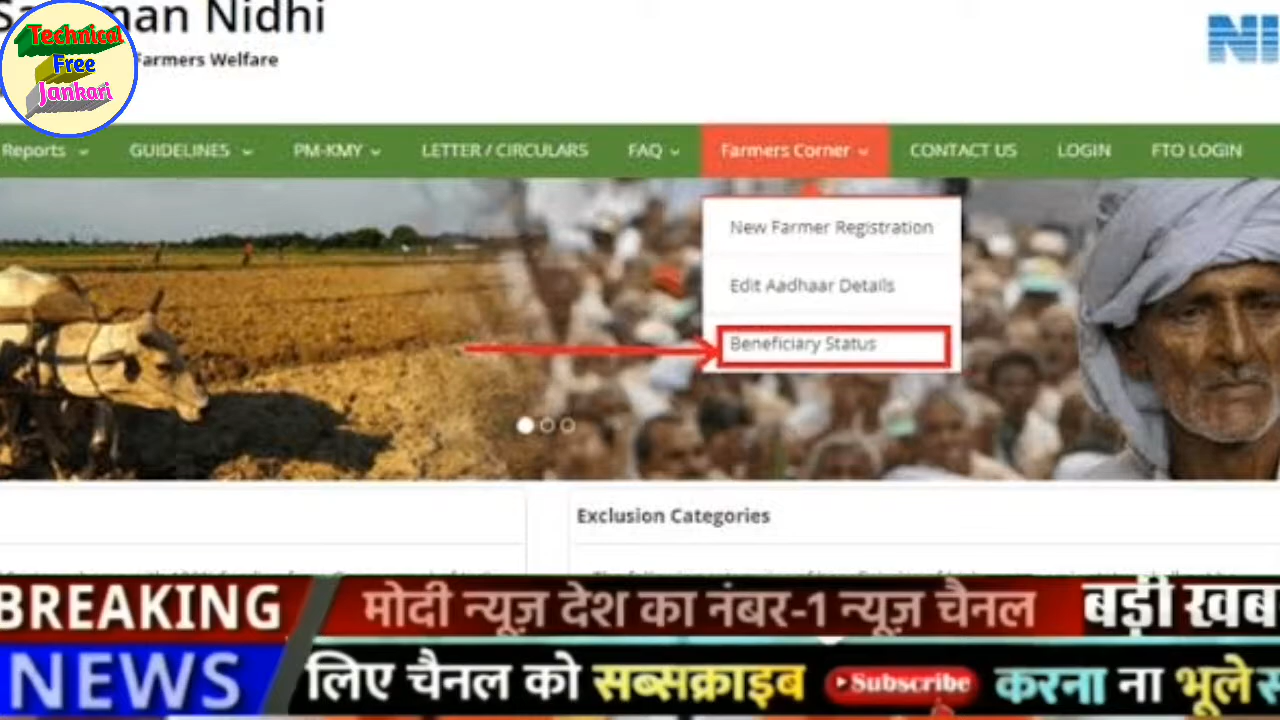 Nidhi
Technical
Free
Jankari
Farmers Welfare
Reports
GUIDELINES
PM-KMY
LETTER / CIRCULARS
FAQ
Farmers Corner
CONTACT US
LOGIN
FTO LOGIN
New Farmer Registration
Edit Aadhaar Details
Beneficiary Status
Exclusion Categories
BREAKING
मोदी न्यूज़ देश का नंबर-1 न्यूज़ चैनल
बड़ी खब
NEWS
लिए चैनल को सब्सक्राइब
Subscribe
करना ना भूले